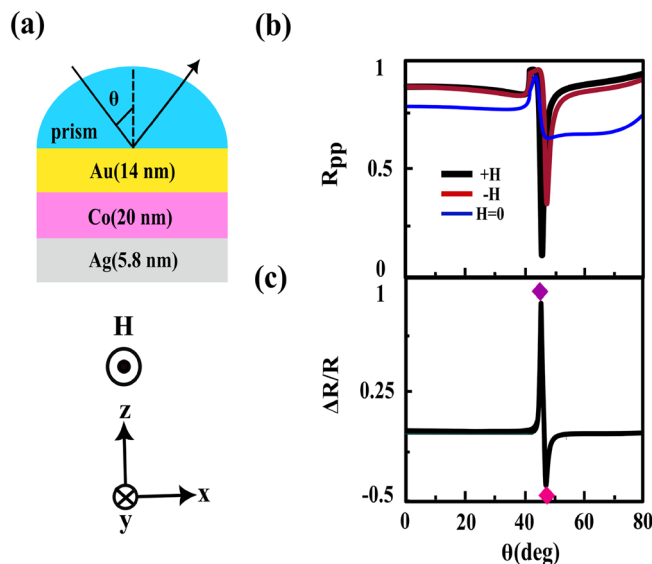 (a)
θ
prism
Au(14 nm)
Co(20 nm)
Ag(5.8 nm)
H
z
x
y
(b)
1
0.5
0
Rpp
+H
-H
H=0
(c)
1
0.25
-0.5
ΔR/R
0 20 40 60 80
θ(deg)